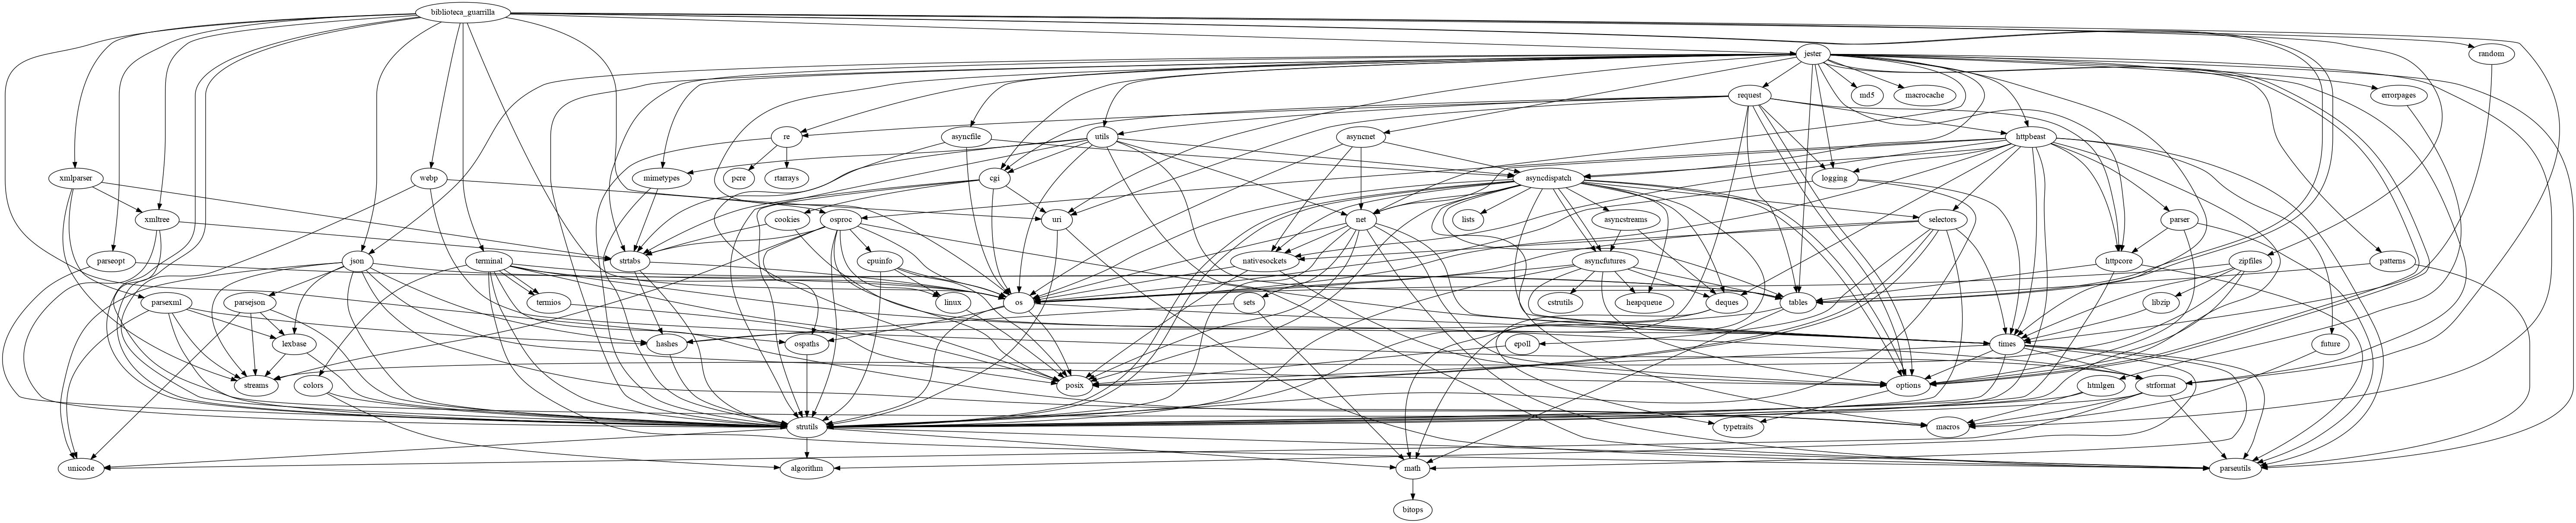 biblioteca_guarrilla
jester
random
request
md5
macrocache
errorpages
re
asyncfile
utils
asyncnet
httpbeast
xmlparser
webp
mimetypes
pcre
rtarrays
cgi
asyncdispatch
logging
xmltree
cookies
osproc
uri
net
lists
asyncstreams
selectors
parser
parseopt
json
terminal
strtabs
cpuinfo
nativesockets
asyncfutures
httpcore
zipfiles
patterns
parsexml
parsejson
termios
linux
os
sets
cstrutils
heapqueue
deques
tables
libzip
lexbase
hashes
ospaths
epoll
times
future
streams
colors
posix
options
htmlgen
strformat
strutils
typetraits
macros
unicode
algorithm
math
parseutils
bitops